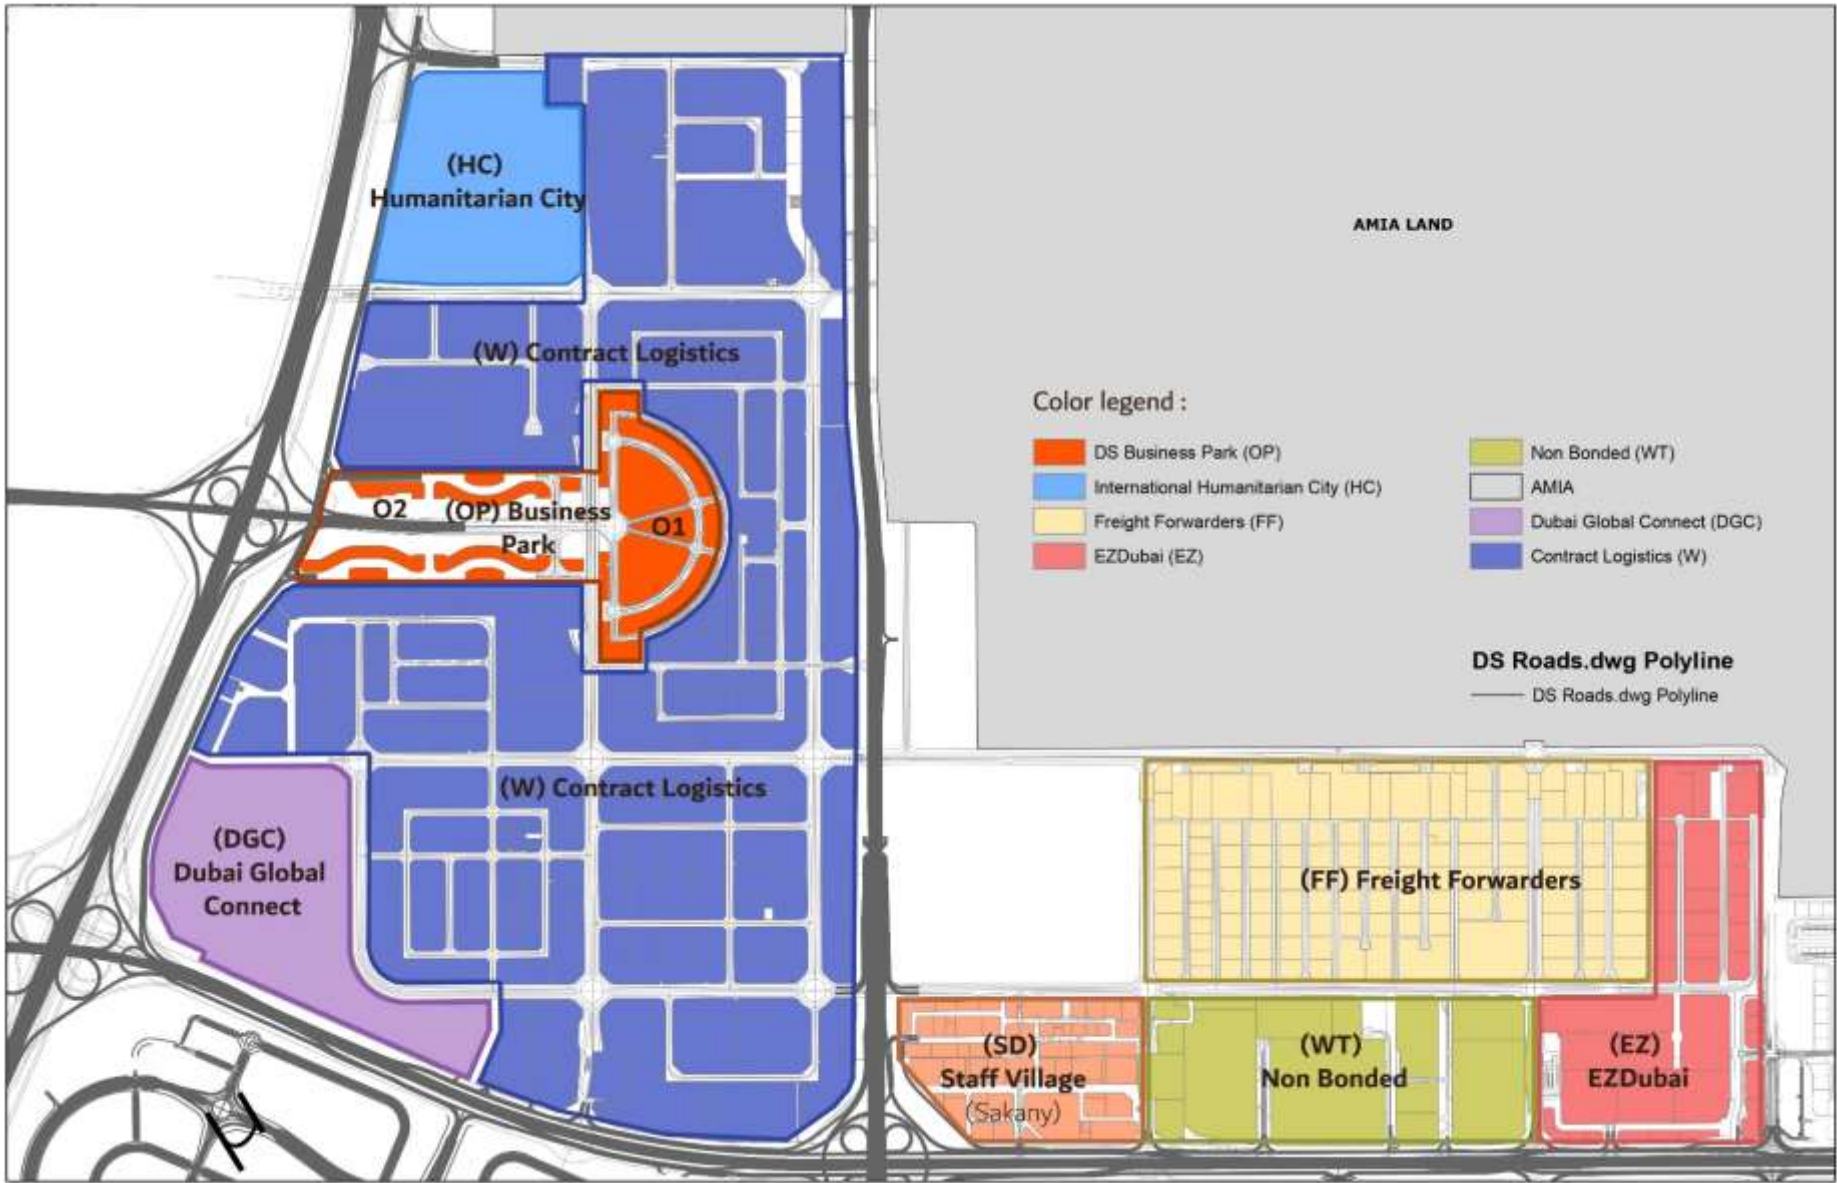 (HC)
Humanitarian City
AMIA LAND
(W) Contract Logistics
Color legend :
DS Business Park (OP)
International Humanitarian City (HC)
Freight Forwarders (FF)
EZDubai (EZ)
Non Bonded (WT)
AMIA
Dubai Global Connect (DGC)
Contract Logistics (W)
O2
(OP) Business
Park
O1
DS Roads.dwg Polyline
DS Roads.dwg Polyline
(W) Contract Logistics
(DGC)
Dubai Global
Connect
(FF) Freight Forwarders
(SD)
Staff Village
(Sakany)
(WT)
Non Bonded
(EZ)
EZDubai